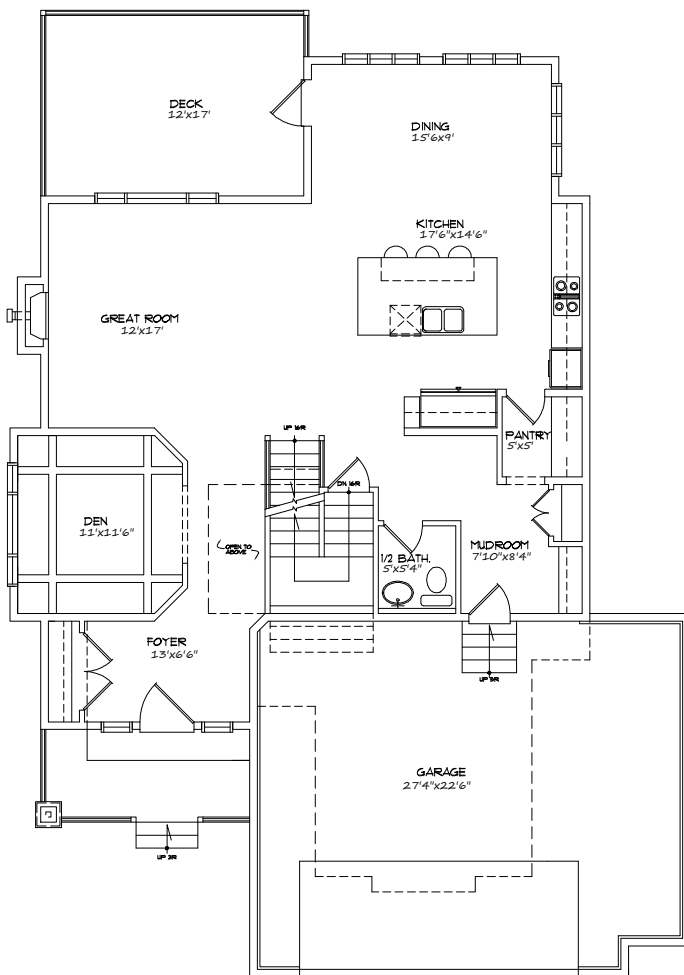 DECK
12'x17'
DINING
15'6x9'
KITCHEN
17'6"x14'6"
GREAT ROOM
12'x17'
UP 16R
PANTRY
5'x5'
DN 16R
DEN
11'x11'6"
OPEN TO
ABOVE
1/2 BATH.
5'x5'4"
MUDROOM
7'10"x8'4"
FOYER
13'x6'6"
UP 5R
GARAGE
27'4"x22'6"
UP 3R